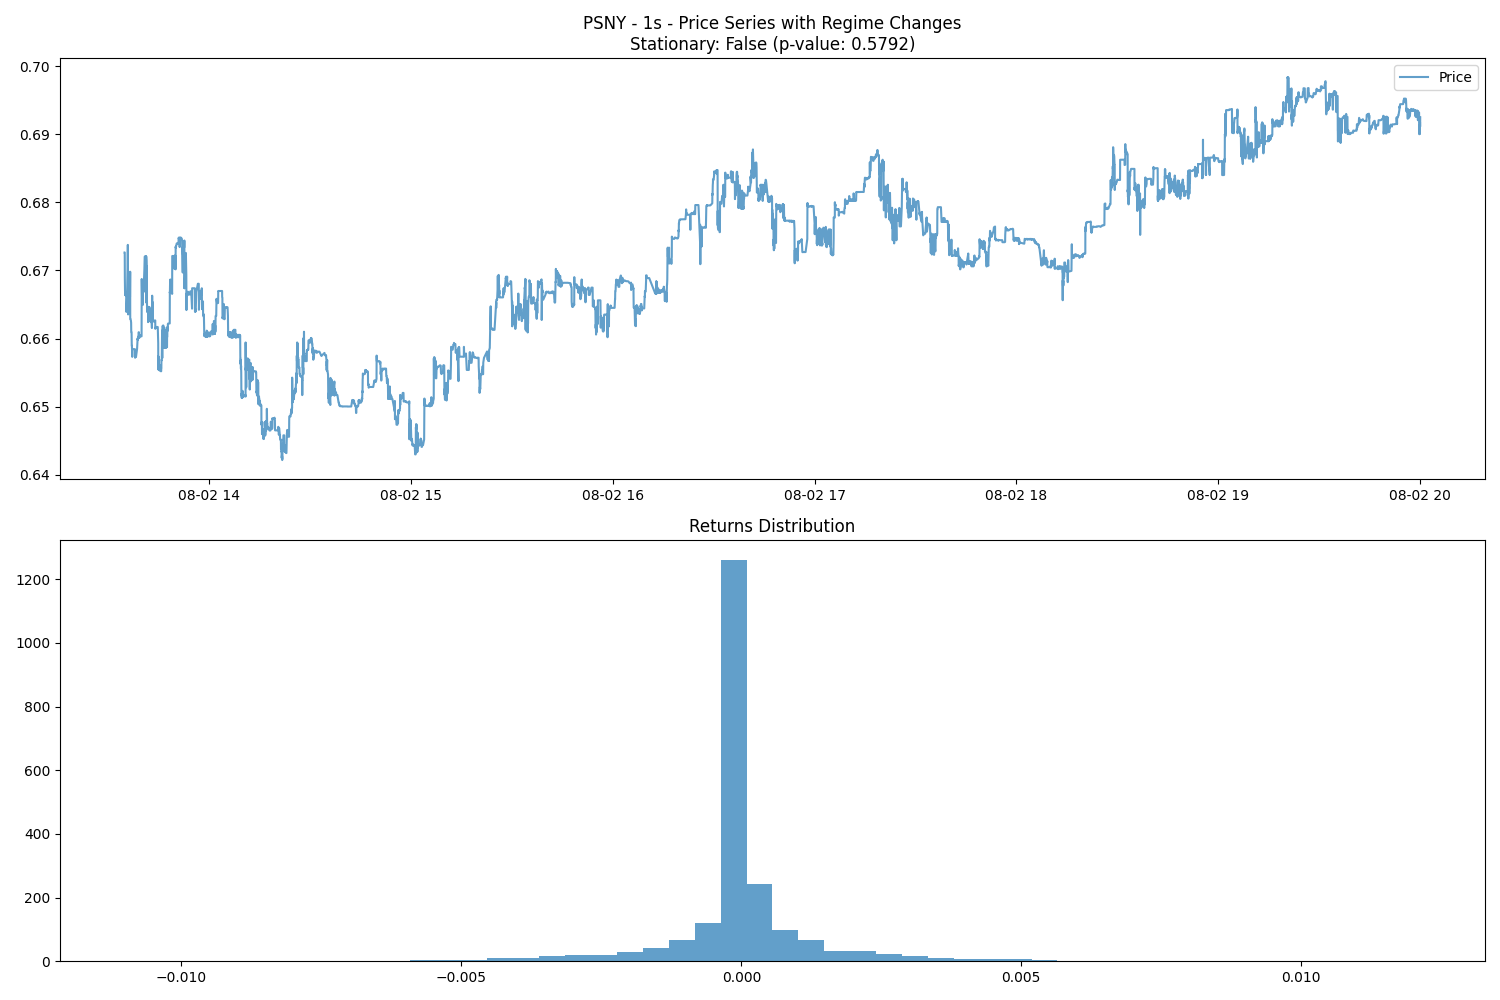 PSNY - 1s - Price Series with Regime Changes
Stationary: False (p-value: 0.5792)
Price
0.70
0.69
0.68
0.67
0.66
0.65
0.64
08-02 14 08-02 15 08-02 16 08-02 17 08-02 18 08-02 19 08-02 20
Returns Distribution
1200
1000
800
600
400
200
0
−0.010 −0.005 0.000 0.005 0.010